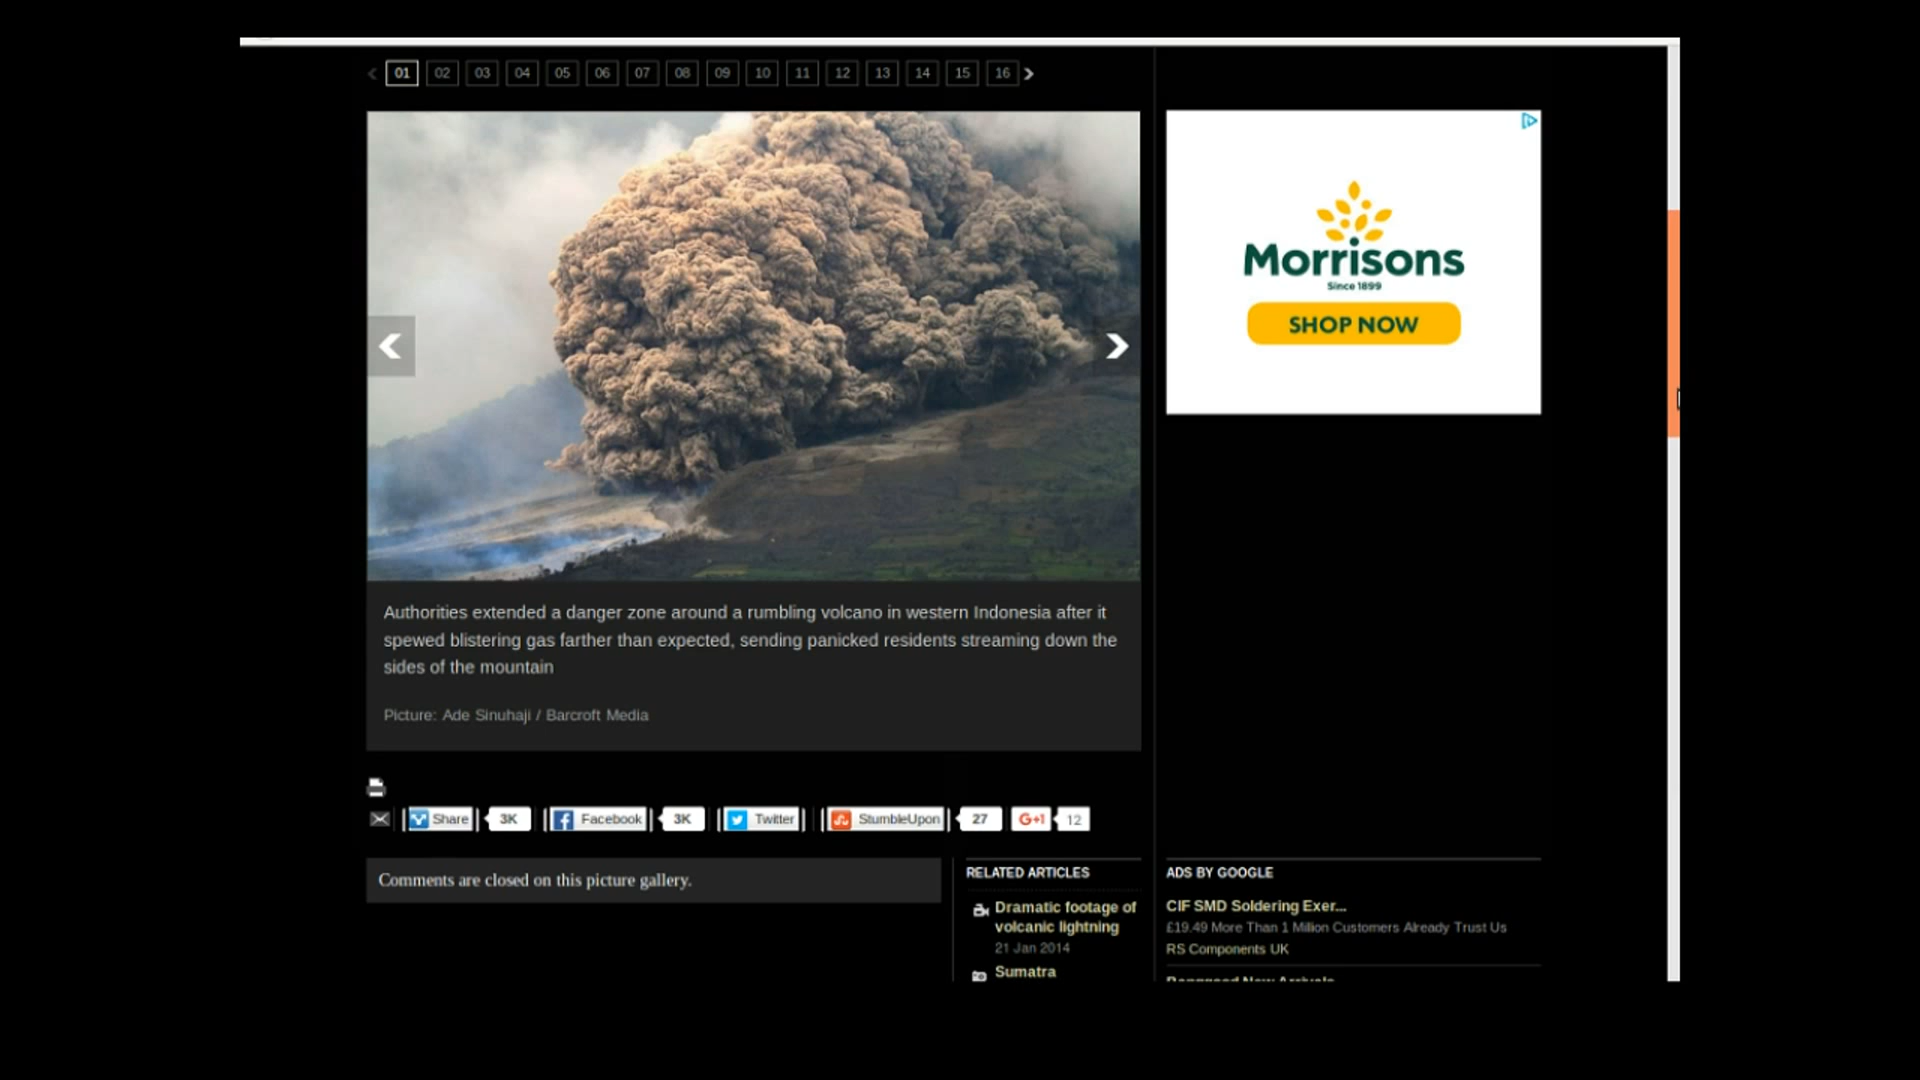 01 02 03 04 05 06 07 08 09 10 11 12 13 14 15 16
Morrisons
Since 1899
SHOP NOW
Authorities extended a danger zone around a rumbling volcano in western Indonesia after it
spewed blistering gas farther than expected, sending panicked residents streaming down the
sides of the mountain
Picture: Ade Sinuhaji / Barcroft Media
Share 3K Facebook 3K Twitter StumbleUpon 27 G+1 12
Comments are closed on this picture gallery.
RELATED ARTICLES
Dramatic footage of
volcanic lightning
21 Jan 2014
Sumatra
ADS BY GOOGLE
CIF SMD Soldering Exer...
£19.49 More Than 1 Million Customers Already Trust Us
RS Components UK